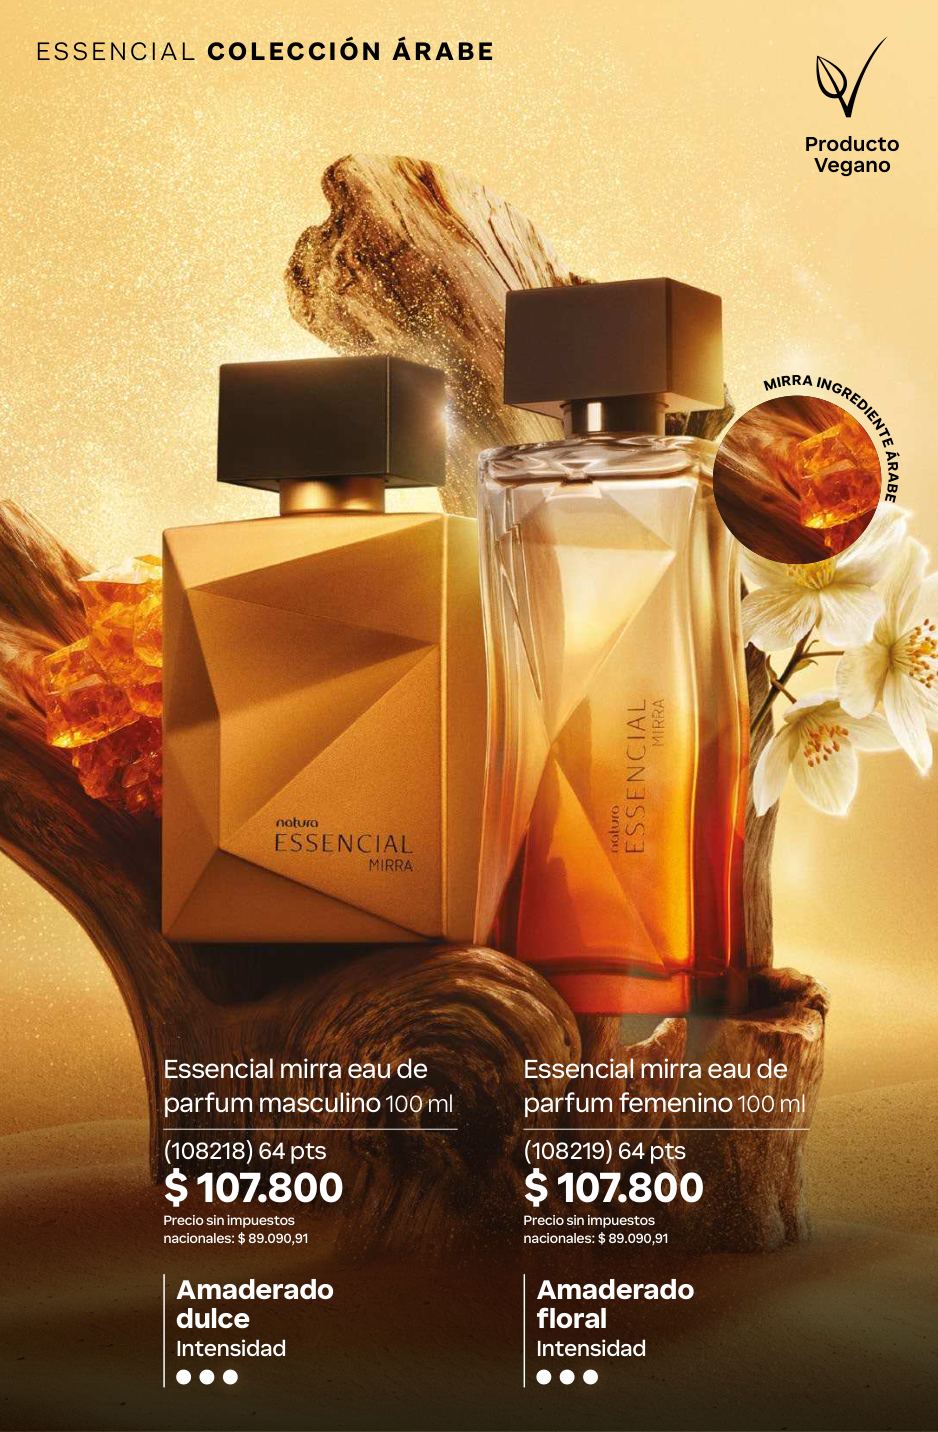 ESSENCIAL COLECCIÓN ÁRABE
Producto
Vegano
MIRRA INGREDIENTE ÁRABE
natura
ESSENCIAL
MIRRA
natura
ESSENCIAL
MIRRA
Essencial mirra eau de
parfum masculino 100 ml
(108218) 64 pts
$ 107.800
Precio sin impuestos
nacionales: $ 89.090,91
Amaderado
dulce
Intensidad
Essencial mirra eau de
parfum femenino 100 ml
(108219) 64 pts
$ 107.800
Precio sin impuestos
nacionales: $ 89.090,91
Amaderado
floral
Intensidad